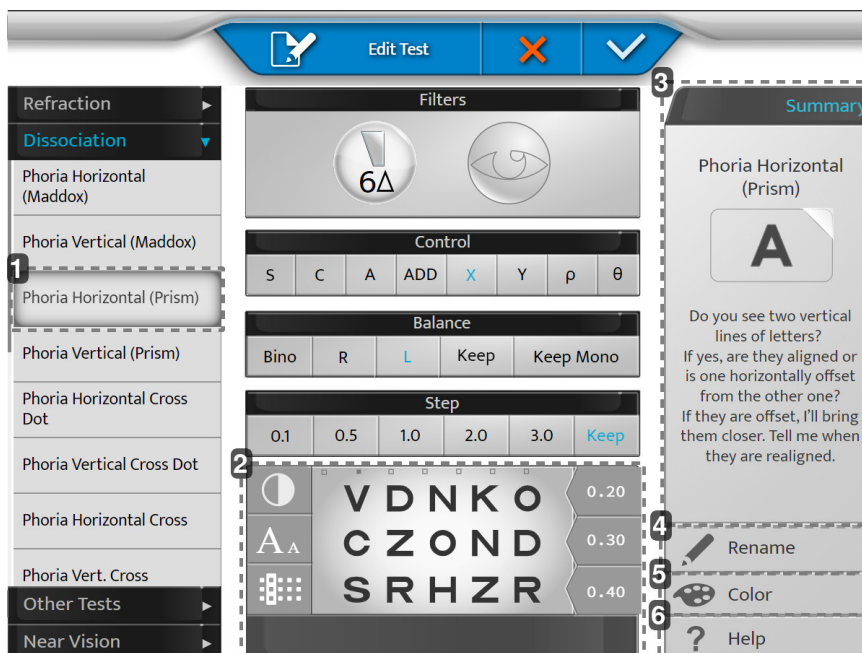 Edit Test
3
Refraction
Dissociation
Phoria Horizontal
(Maddox)
Phoria Vertical (Maddox)
1
Phoria Horizontal (Prism)
Phoria Vertical (Prism)
Phoria Horizontal Cross
Dot
Phoria Vertical Cross Dot
Phoria Horizontal Cross
Phoria Vert. Cross
Other Tests
Near Vision
Filters
6Δ
Control
S C A ADD X Y ρ θ
Balance
Bino R L Keep Keep Mono
Step
0.1 0.5 1.0 2.0 3.0 Keep
2
V D N K O 0.20
A A C Z O N D 0.30
S R H Z R 0.40
Summary
Phoria Horizontal
(Prism)
A
Do you see two vertical
lines of letters?
If yes, are they aligned or
is one horizontally offset
from the other one?
If they are offset, I'll bring
them closer. Tell me when
they are realigned.
4
Rename
5
Color
6
? Help